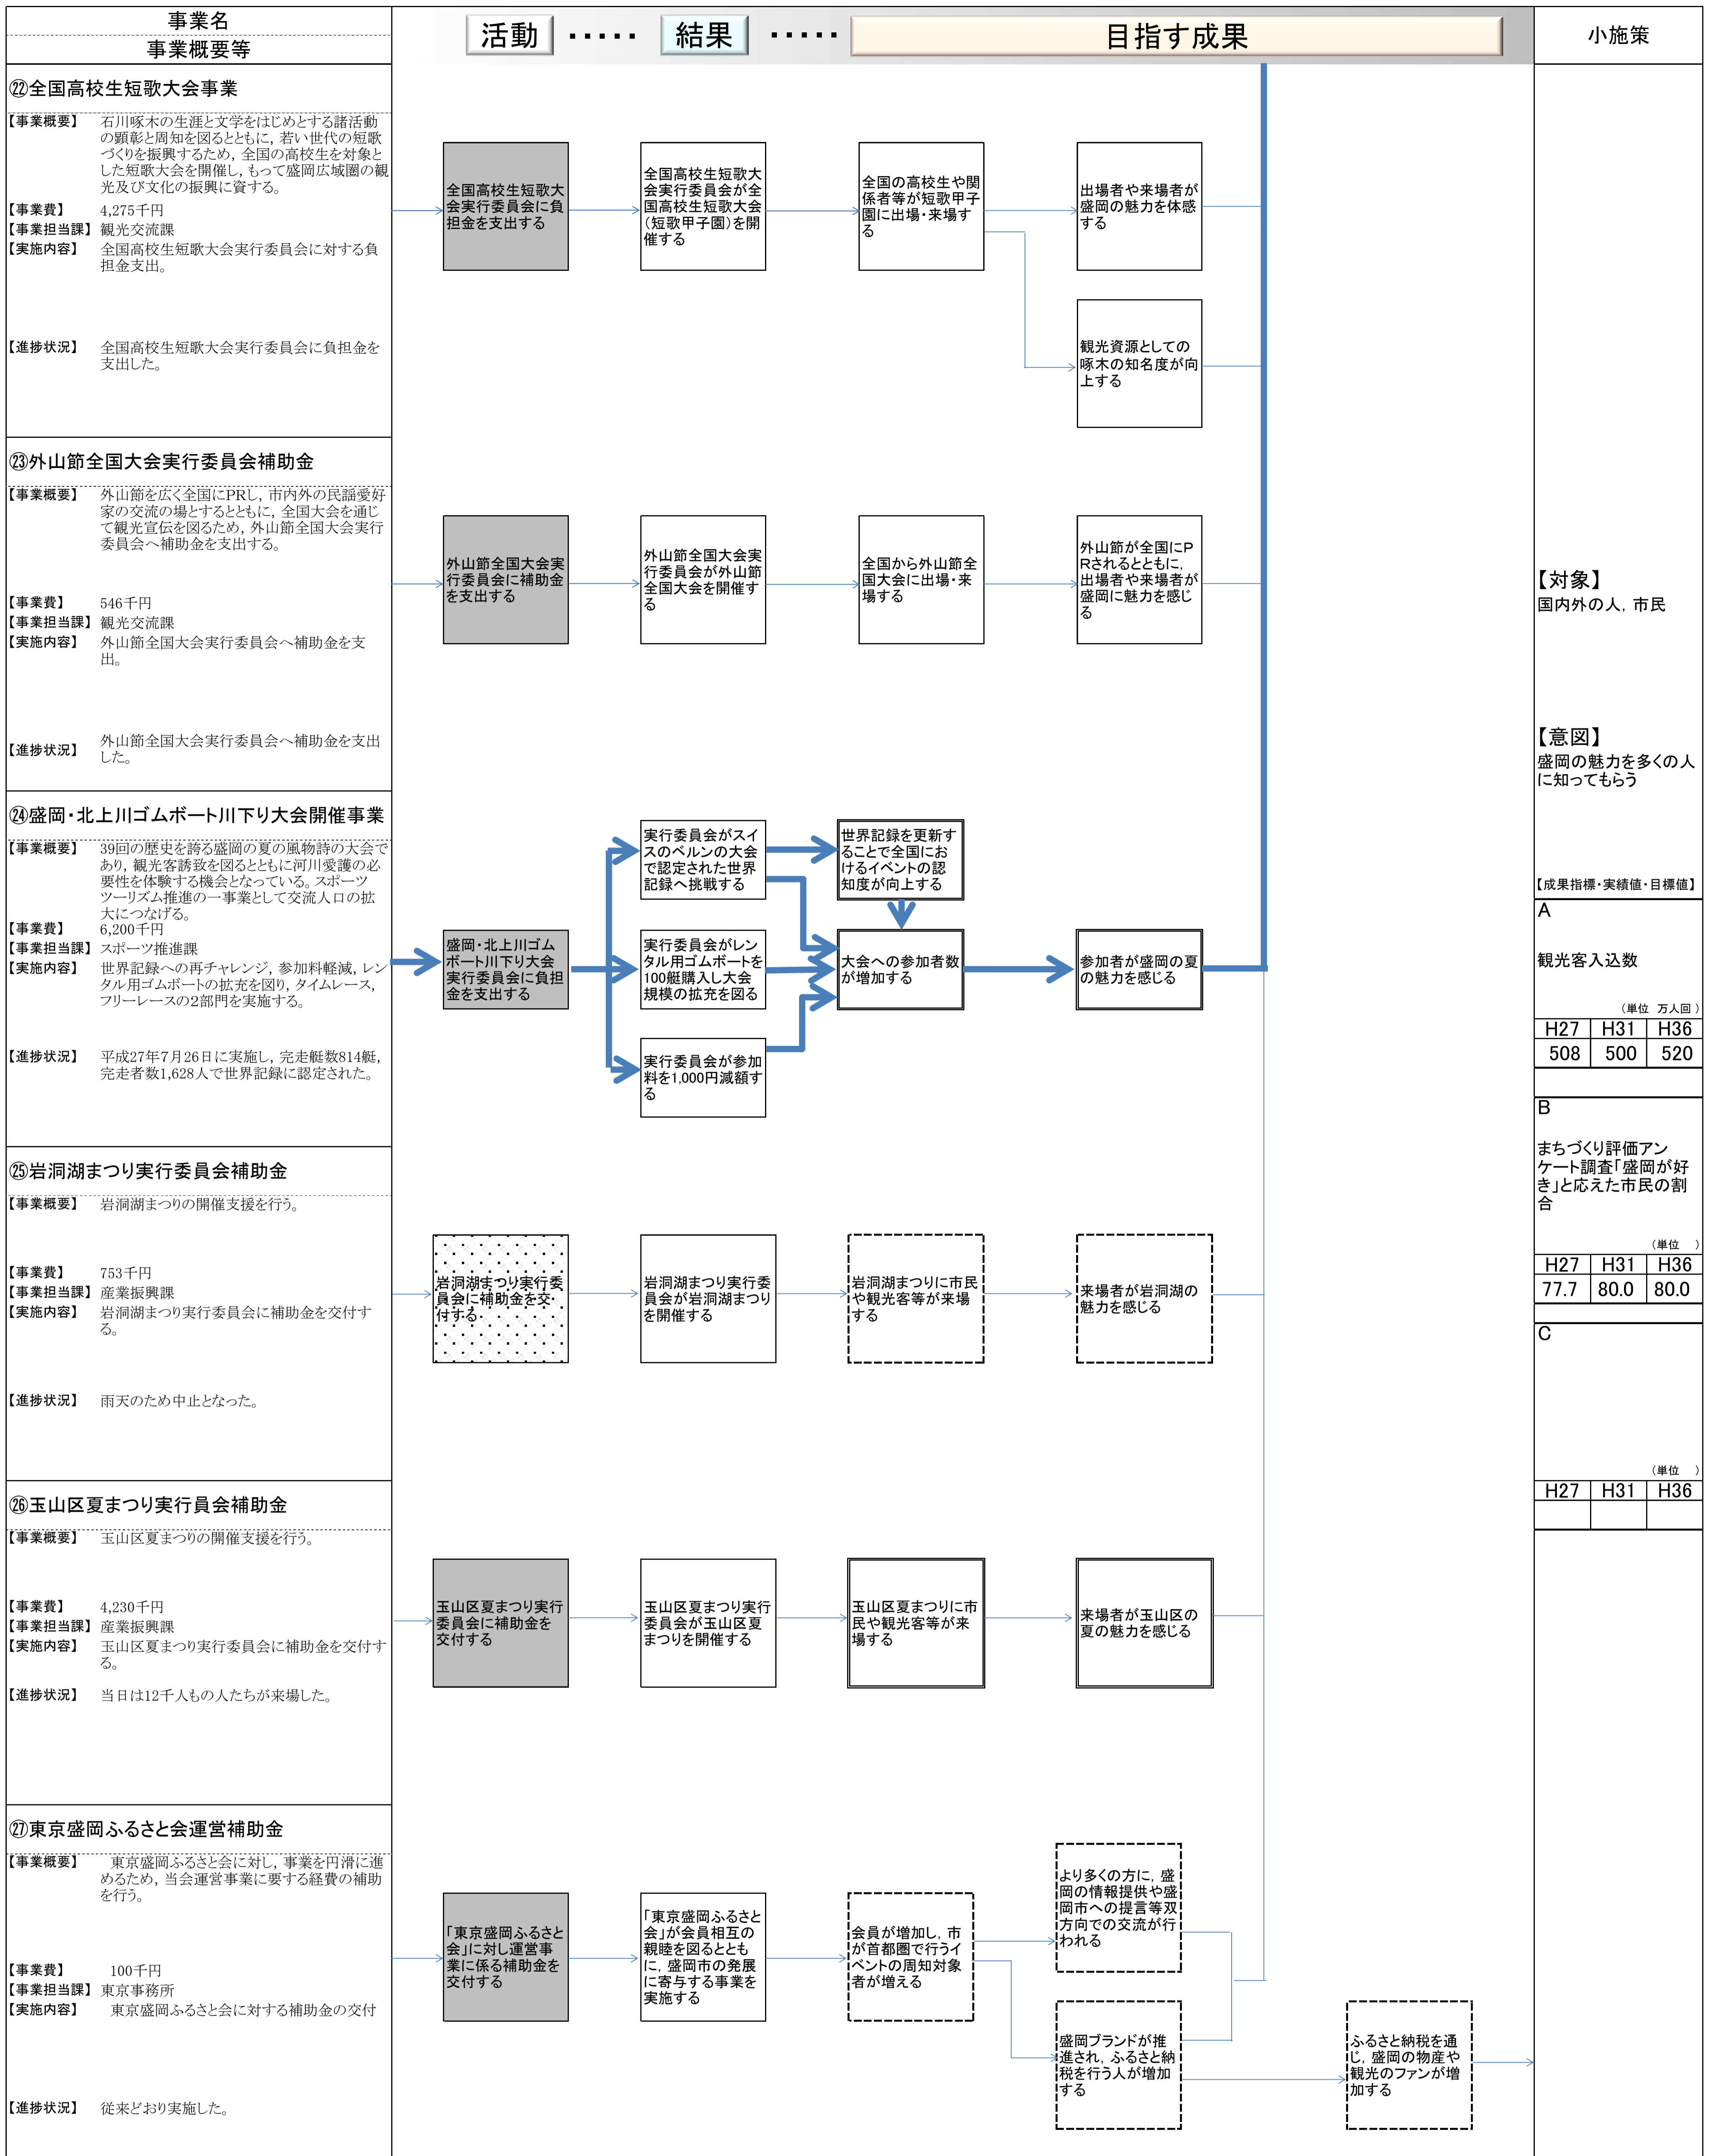 事業名
事業概要等
活動 ・・・・・ 結果 ・・・・・ 目指す成果
小施策
㉒全国高校生短歌大会事業
【事業概要】 石川啄木の生涯と文学をはじめとする諸活動
の顕彰と周知を図るとともに，若い世代の短歌
づくりを振興するため，全国の高校生を対象と
した短歌大会を開催し，もって盛岡広域圏の観
光及び文化の振興に資する。
【事業費】 4,275千円
【事業担当課】 観光交流課
【実施内容】 全国高校生短歌大会実行委員会に対する負
担金支出。
【進捗状況】 全国高校生短歌大会実行委員会に負担金を
支出した。
全国高校生短歌大
会実行委員会に負
担金を支出する
全国高校生短歌大
会実行委員会が全
国高校生短歌大会
（短歌甲子園）を開
催する
全国の高校生や関
係者等が短歌甲子
園に出場・来場す
る
出場者や来場者が
盛岡の魅力を体感
する
観光資源としての
啄木の知名度が向
上する
㉓外山節全国大会実行委員会補助金
【事業概要】 外山節を広く全国にPRし，市内外の民謡愛好
家の交流の場とするとともに，全国大会を通じ
て観光宣伝を図るため，外山節全国大会実行
委員会へ補助金を支出する。
【事業費】 546千円
【事業担当課】 観光交流課
【実施内容】 外山節全国大会実行委員会へ補助金を支
出。
【進捗状況】 外山節全国大会実行委員会へ補助金を支出
した。
外山節全国大会実
行委員会に補助金
を支出する
外山節全国大会実
行委員会が外山節
全国大会を開催す
る
全国から外山節全
国大会に出場・来
場する
外山節が全国にＰ
Ｒされるとともに，
出場者や来場者が
盛岡に魅力を感じ
る
㉔盛岡・北上川ゴムボート川下り大会開催事業
【事業概要】 39回の歴史を誇る盛岡の夏の風物詩の大会で
あり，観光客誘致を図るとともに河川愛護の必
要性を体験する機会となっている。スポーツ
ツーリズム推進の一事業として交流人口の拡
大につなげる。
【事業費】 6,200千円
【事業担当課】 スポーツ推進課
【実施内容】 世界記録への再チャレンジ，参加料軽減，レン
タル用ゴムボートの拡充を図り，タイムレース，
フリーレースの2部門を実施する。
【進捗状況】 平成27年7月26日に実施し，完走艇数814艇，
完走者数1,628人で世界記録に認定された。
盛岡・北上川ゴム
ボート川下り大会
実行委員会に負担
金を支出する
実行委員会がスイ
スのベルンの大会
で認定された世界
記録へ挑戦する
実行委員会がレン
タル用ゴムボートを
100艇購入し大会
規模の拡充を図る
実行委員会が参加
料を1,000円減額す
る
世界記録を更新す
ることで全国にお
けるイベントの認
知度が向上する
大会への参加者数
が増加する
参加者が盛岡の夏
の魅力を感じる
㉕岩洞湖まつり実行委員会補助金
【事業概要】 岩洞湖まつりの開催支援を行う。
【事業費】 753千円
【事業担当課】 産業振興課
【実施内容】 岩洞湖まつり実行委員会に補助金を交付す
る。
【進捗状況】 雨天のため中止となった。
岩洞湖まつり実行委
員会に補助金を交
付する
岩洞湖まつり実行委
員会が岩洞湖まつり
を開催する
岩洞湖まつりに市民
や観光客等が来場
する
来場者が岩洞湖の
魅力を感じる
㉖玉山区夏まつり実行員会補助金
【事業概要】 玉山区夏まつりの開催支援を行う。
【事業費】 4,230千円
【事業担当課】 産業振興課
【実施内容】 玉山区夏まつり実行委員会に補助金を交付す
る。
【進捗状況】 当日は12千人もの人たちが来場した。
玉山区夏まつり実行
委員会に補助金を
交付する
玉山区夏まつり実行
委員会が玉山区夏
まつりを開催する
玉山区夏まつりに市
民や観光客等が来
場する
来場者が玉山区の
夏の魅力を感じる
㉗東京盛岡ふるさと会運営補助金
【事業概要】 東京盛岡ふるさと会に対し，事業を円滑に進
めるため，当会運営事業に要する経費の補助
を行う。
【事業費】 100千円
【事業担当課】 東京事務所
【実施内容】 東京盛岡ふるさと会に対する補助金の交付
【進捗状況】 従来どおり実施した。
「東京盛岡ふるさと
会」に対し運営事
業に係る補助金を
交付する
「東京盛岡ふるさと
会」が会員相互の
親睦を図るととも
に，盛岡市の発展
に寄与する事業を
実施する
会員が増加し，市
が首都圏で行うイ
ベントの周知対象
者が増える
より多くの方に，盛
岡の情報提供や盛
岡市への提言等双
方向での交流が行
われる
盛岡ブランドが推
進され，ふるさと納
税を行う人が増加
する
ふるさと納税を通
じ，盛岡の物産や
観光のファンが増
加する
【対象】
国内外の人，市民
【意図】
盛岡の魅力を多くの人
に知ってもらう
【成果指標・実績値・目標値】
A
観光客入込数
（単位 万人回）
H27 H31 H36
508 500 520
B
まちづくり評価アン
ケート調査「盛岡が好
き」と応えた市民の割
合
（単位 ）
H27 H31 H36
77.7 80.0 80.0
C
（単位 ）
H27 H31 H36